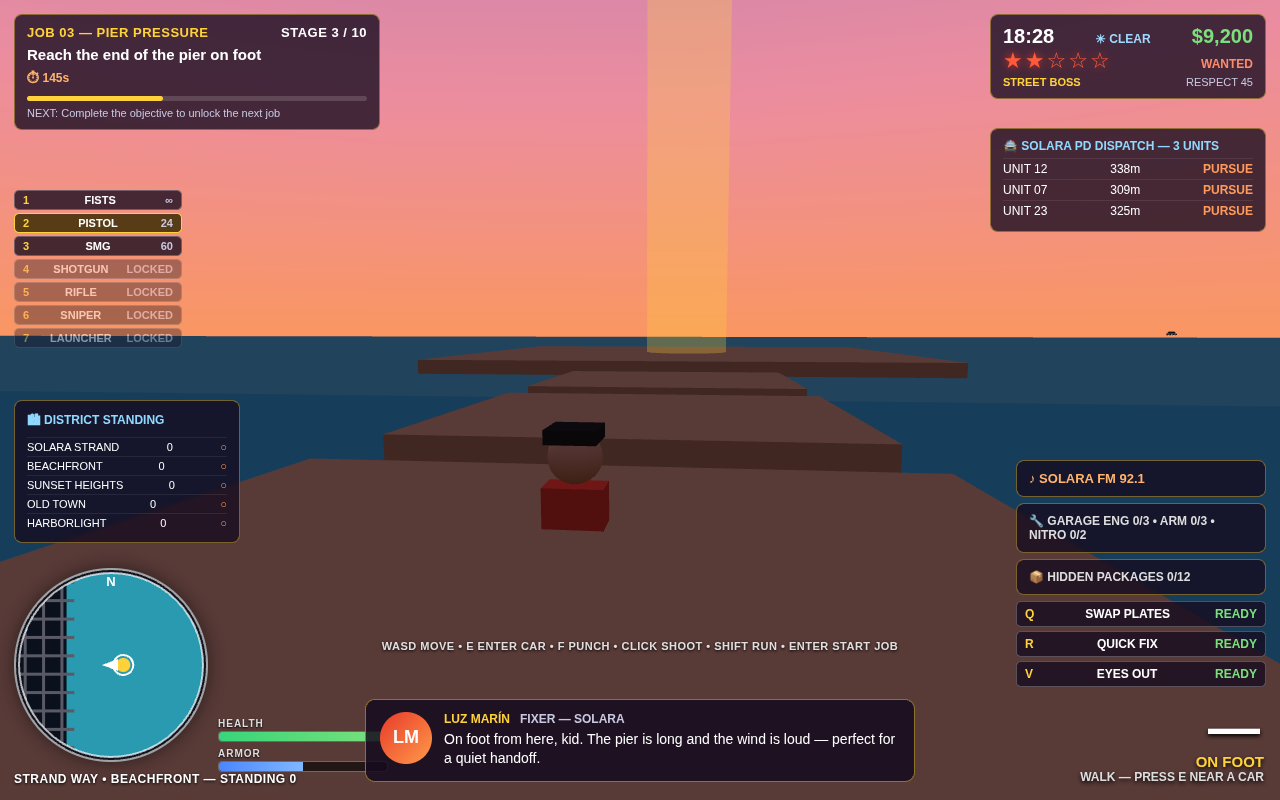 JOB 03 — PIER PRESSURE STAGE 3 / 10
Reach the end of the pier on foot
⏱ 145s
NEXT: Complete the objective to unlock the next job
18:28 ☀ CLEAR $9,200
★★☆☆☆ WANTED
STREET BOSS RESPECT 45
🚔 SOLARA PD DISPATCH — 3 UNITS
UNIT 12 338m PURSUE
UNIT 07 309m PURSUE
UNIT 23 325m PURSUE
1 FISTS ∞
2 PISTOL 24
3 SMG 60
4 SHOTGUN LOCKED
5 RIFLE LOCKED
6 SNIPER LOCKED
7 LAUNCHER LOCKED
🏙 DISTRICT STANDING
SOLARA STRAND 0 ○
BEACHFRONT 0 ○
SUNSET HEIGHTS 0 ○
OLD TOWN 0 ○
HARBORLIGHT 0 ○
♪ SOLARA FM 92.1
🔧 GARAGE ENG 0/3 • ARM 0/3 •
NITRO 0/2
📦 HIDDEN PACKAGES 0/12
Q SWAP PLATES READY
R QUICK FIX READY
V EYES OUT READY
N
WASD MOVE • E ENTER CAR • F PUNCH • CLICK SHOOT • SHIFT RUN • ENTER START JOB
HEALTH
ARMOR
STRAND WAY • BEACHFRONT — STANDING 0
LM
LUZ MARÍN FIXER — SOLARA
On foot from here, kid. The pier is long and the wind is loud — perfect for
a quiet handoff.
ON FOOT
WALK — PRESS E NEAR A CAR